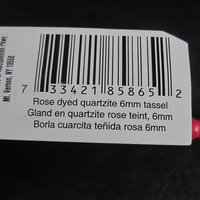 Mt. Vernon, NY 10550
7 33421 85865 2
Rose dyed quartzite 6mm tassel
Gland en quartzite rose teint, 6mm
Borla cuarcita teñida rosa 6mm